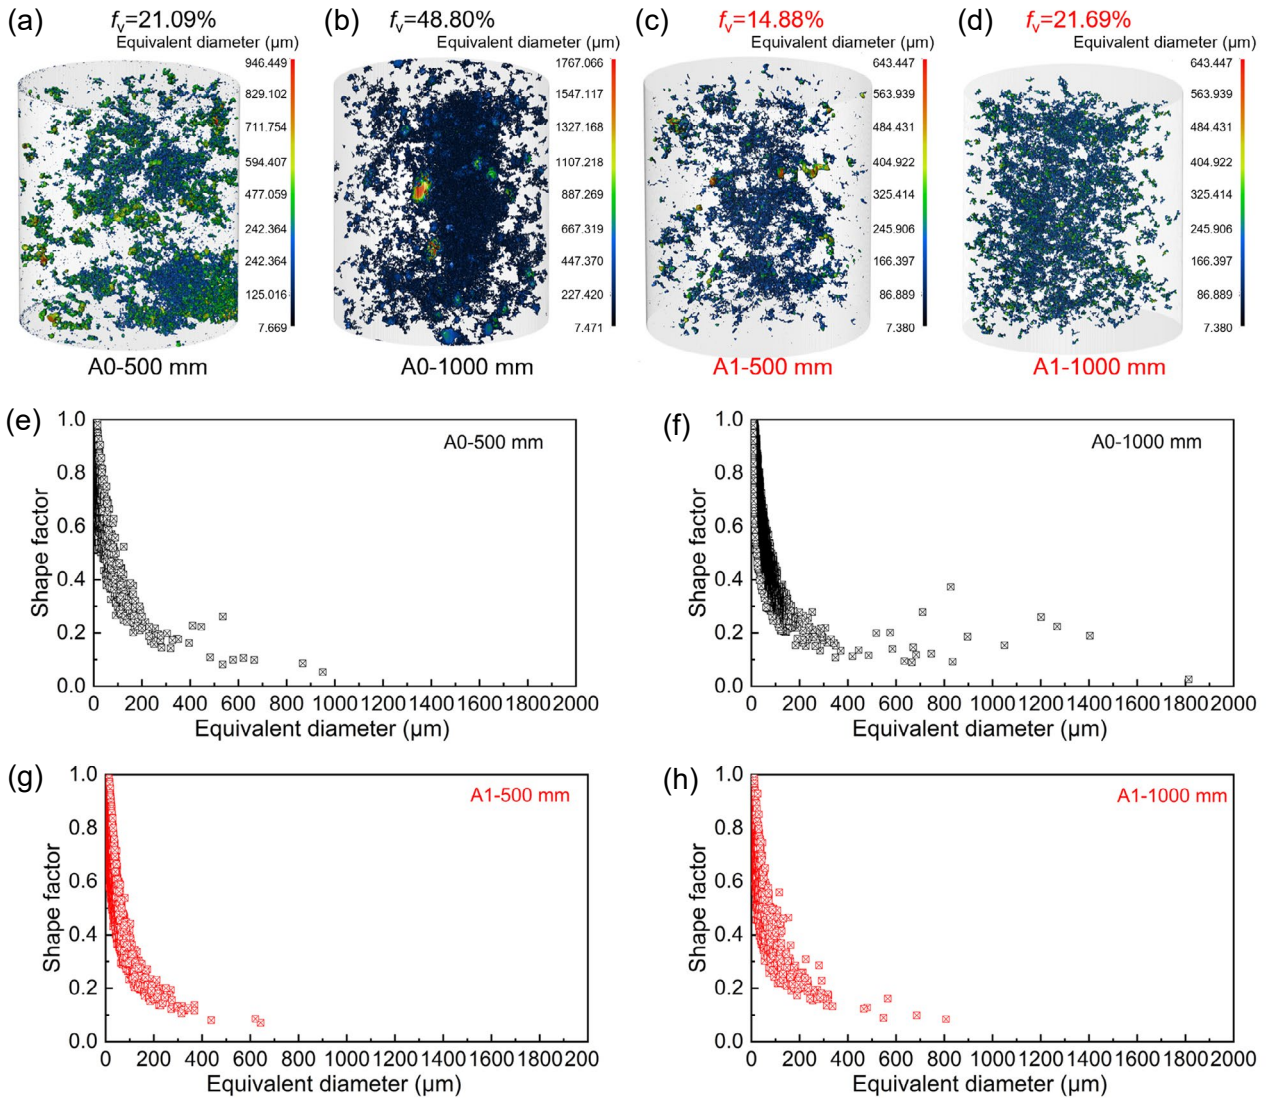 (a)
fv=21.09%
Equivalent diameter (μm)
946.449
829.102
711.754
594.407
477.059
242.364
242.364
125.016
7.669
A0-500 mm
(b)
fv=48.80%
Equivalent diameter (μm)
1767.066
1547.117
1327.168
1107.218
887.269
667.319
447.370
227.420
7.471
A0-1000 mm
(c)
fv=14.88%
Equivalent diameter (μm)
643.447
563.939
484.431
404.922
325.414
245.906
166.397
86.889
7.380
A1-500 mm
(d)
fv=21.69%
Equivalent diameter (μm)
643.447
563.939
484.431
404.922
325.414
245.906
166.397
86.889
7.380
A1-1000 mm
(e)
A0-500 mm
Shape factor
1.0
0.8
0.6
0.4
0.2
0.0
0 200 400 600 800 1000 1200 1400 1600 1800 2000
Equivalent diameter (μm)
(f)
A0-1000 mm
Shape factor
1.0
0.8
0.6
0.4
0.2
0.0
0 200 400 600 800 1000 1200 1400 1600 1800 2000
Equivalent diameter (μm)
(g)
A1-500 mm
Shape factor
1.0
0.8
0.6
0.4
0.2
0.0
0 200 400 600 800 1000 1200 1400 1600 1800 2000
Equivalent diameter (μm)
(h)
A1-1000 mm
Shape factor
1.0
0.8
0.6
0.4
0.2
0.0
0 200 400 600 800 1000 1200 1400 1600 1800 2000
Equivalent diameter (μm)